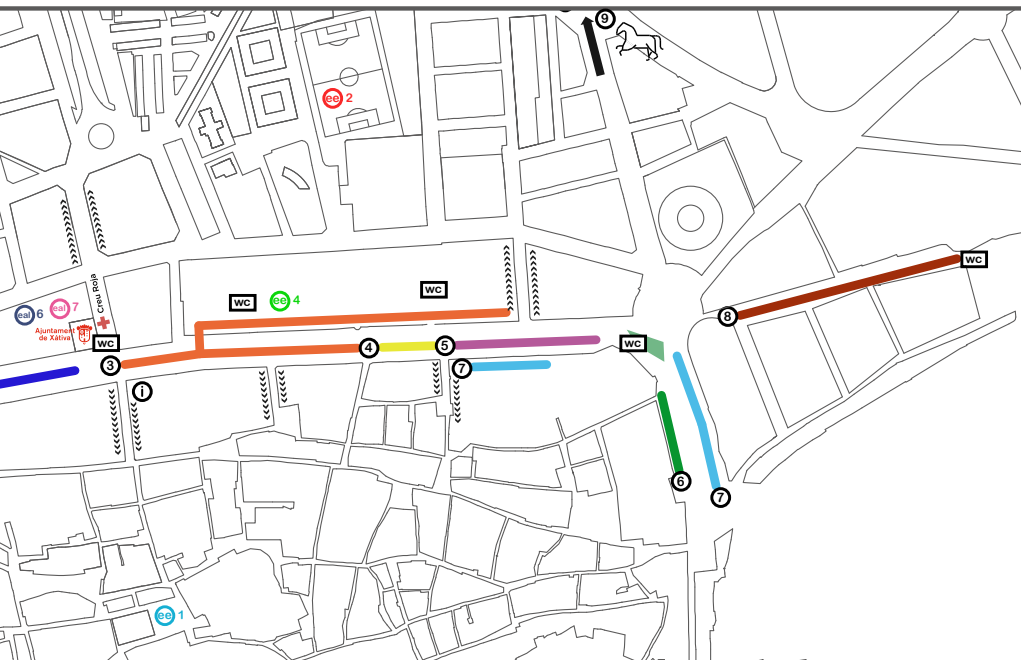 9
ee 2
Creu Roja
wc
ee 4
wc
wc
eal 6
eal 7
Ajuntament
de Xàtiva
wc
wc
8
3
4
5
7
i
6
7
ee 1